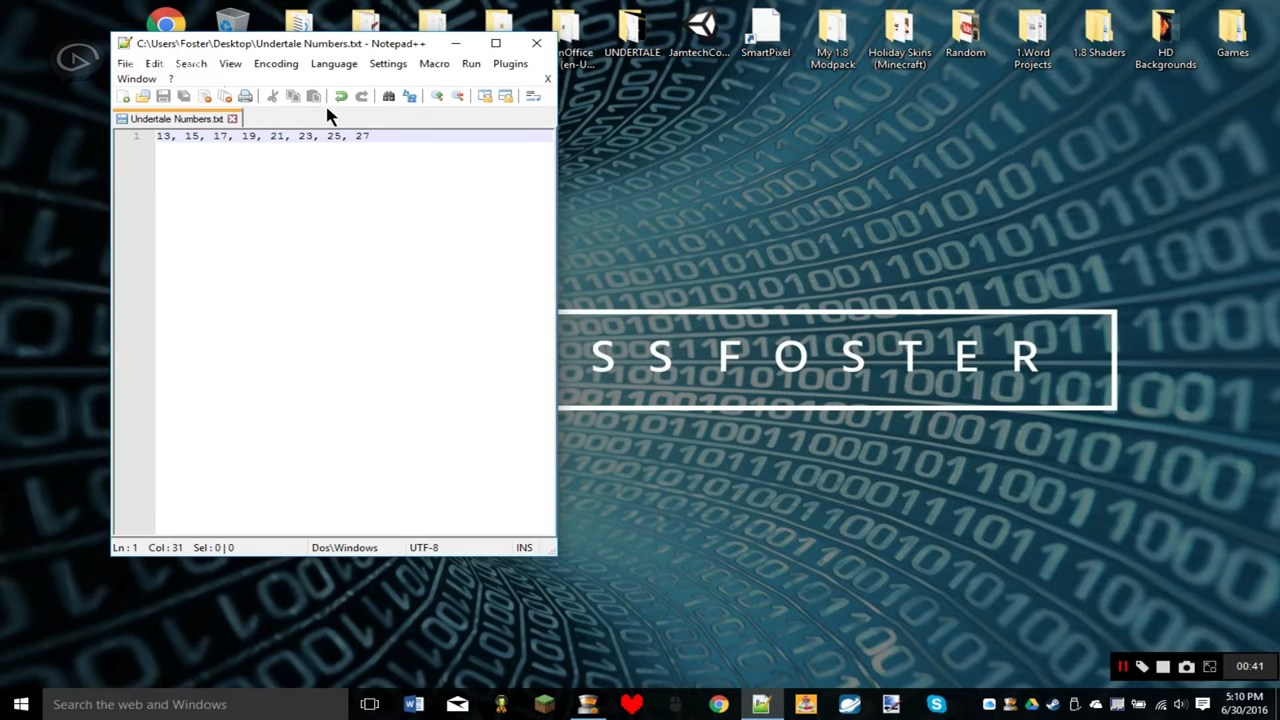 C:\Users\Foster\Desktop\Undertale Numbers.txt - Notepad++
File Edit Search View Encoding Language Settings Macro Run Plugins
Window ? X
Undertale Numbers.txt
1 13, 15, 17, 19, 21, 23, 25, 27
Ln : 1 Col : 31 Sel : 0 | 0 Dos\Windows UTF-8 INS
UNDERTALE
JamtechCo...
SmartPixel
My 1.8
Modpack
Holiday Skins
(Minecraft)
Random
1.Word
Projects
1.8 Shaders
HD
Backgrounds
Games
nOffice
(en-U...
S S F O S T E R
00:41
Search the web and Windows
5:10 PM
6/30/2016